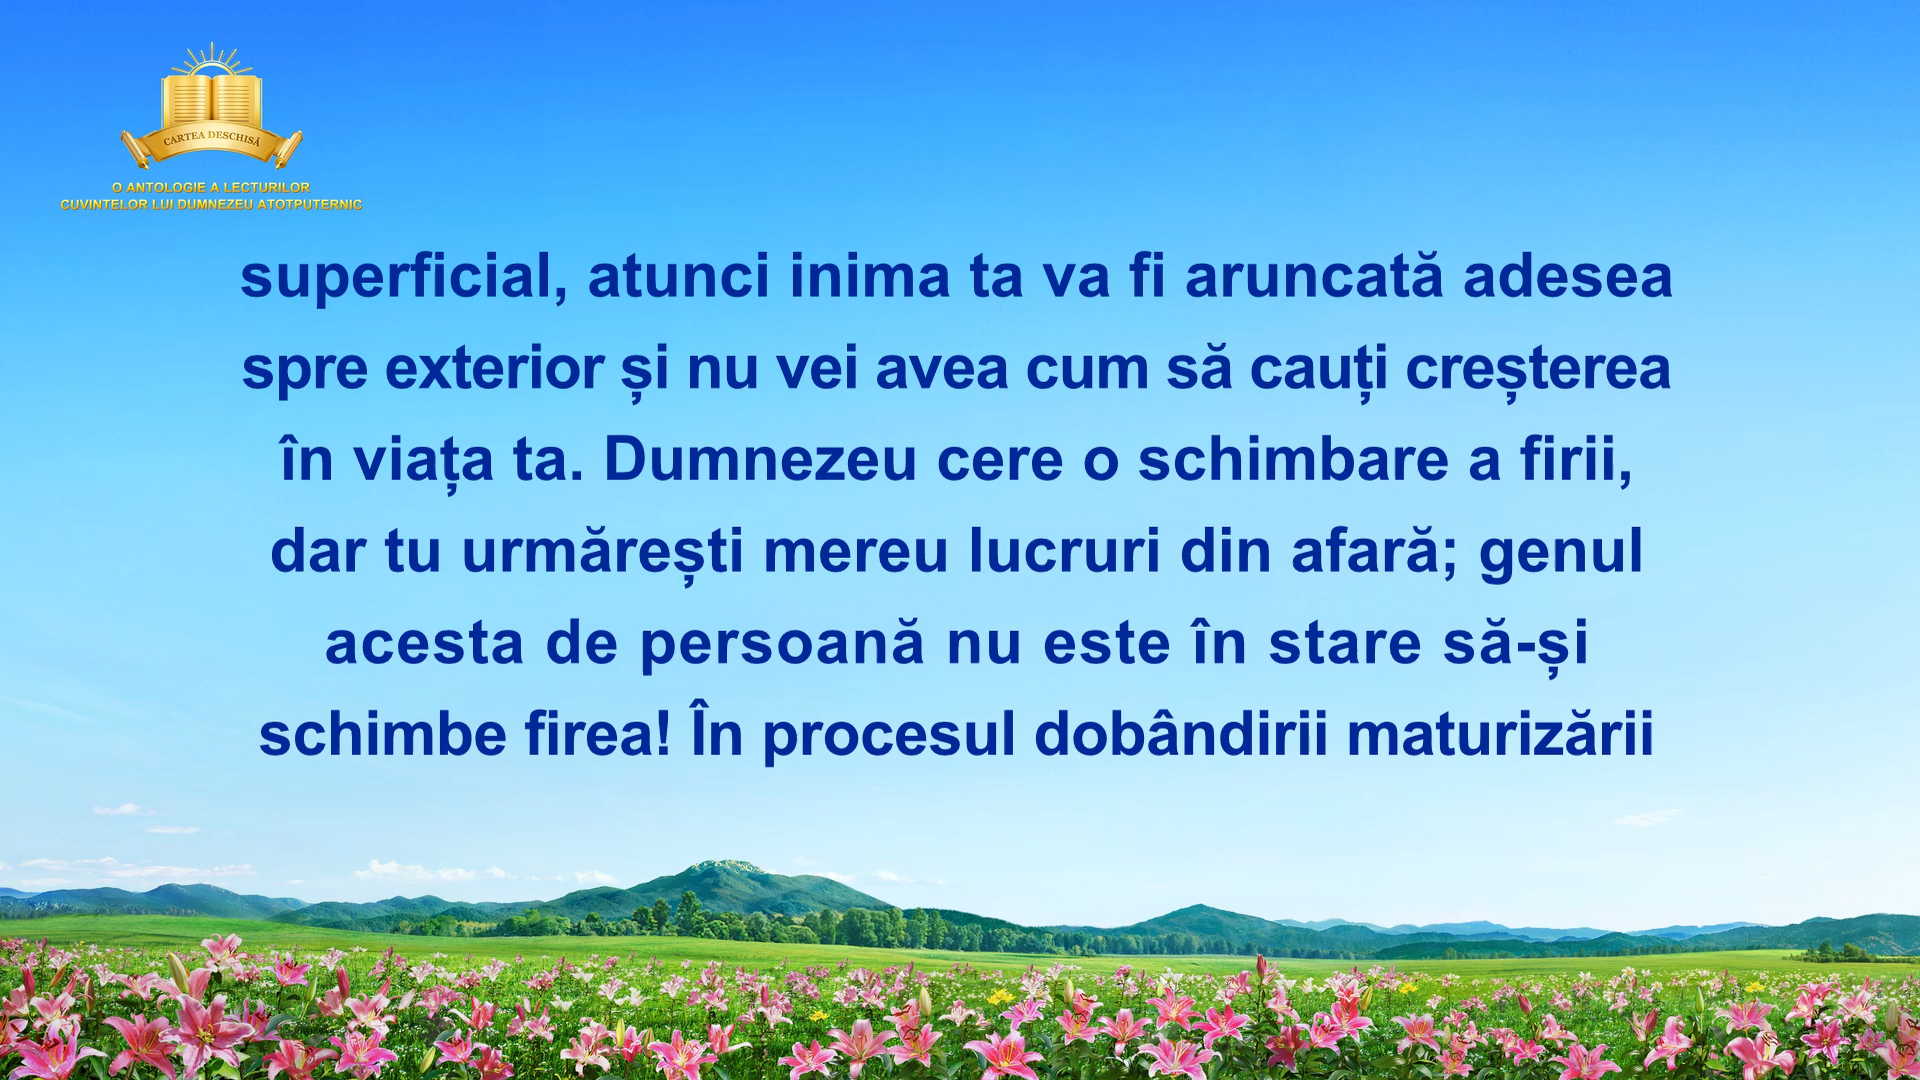 CARTEA DESCHISĂ
O ANTOLOGIE A LECTURILOR
CUVINTELOR LUI DUMNEZEU ATOTPUTERNIC
superficial, atunci inima ta va fi aruncată adesea
spre exterior și nu vei avea cum să cauți creșterea
în viața ta. Dumnezeu cere o schimbare a firii,
dar tu urmărești mereu lucruri din afară; genul
acesta de persoană nu este în stare să-și
schimbe firea! În procesul dobândirii maturizării